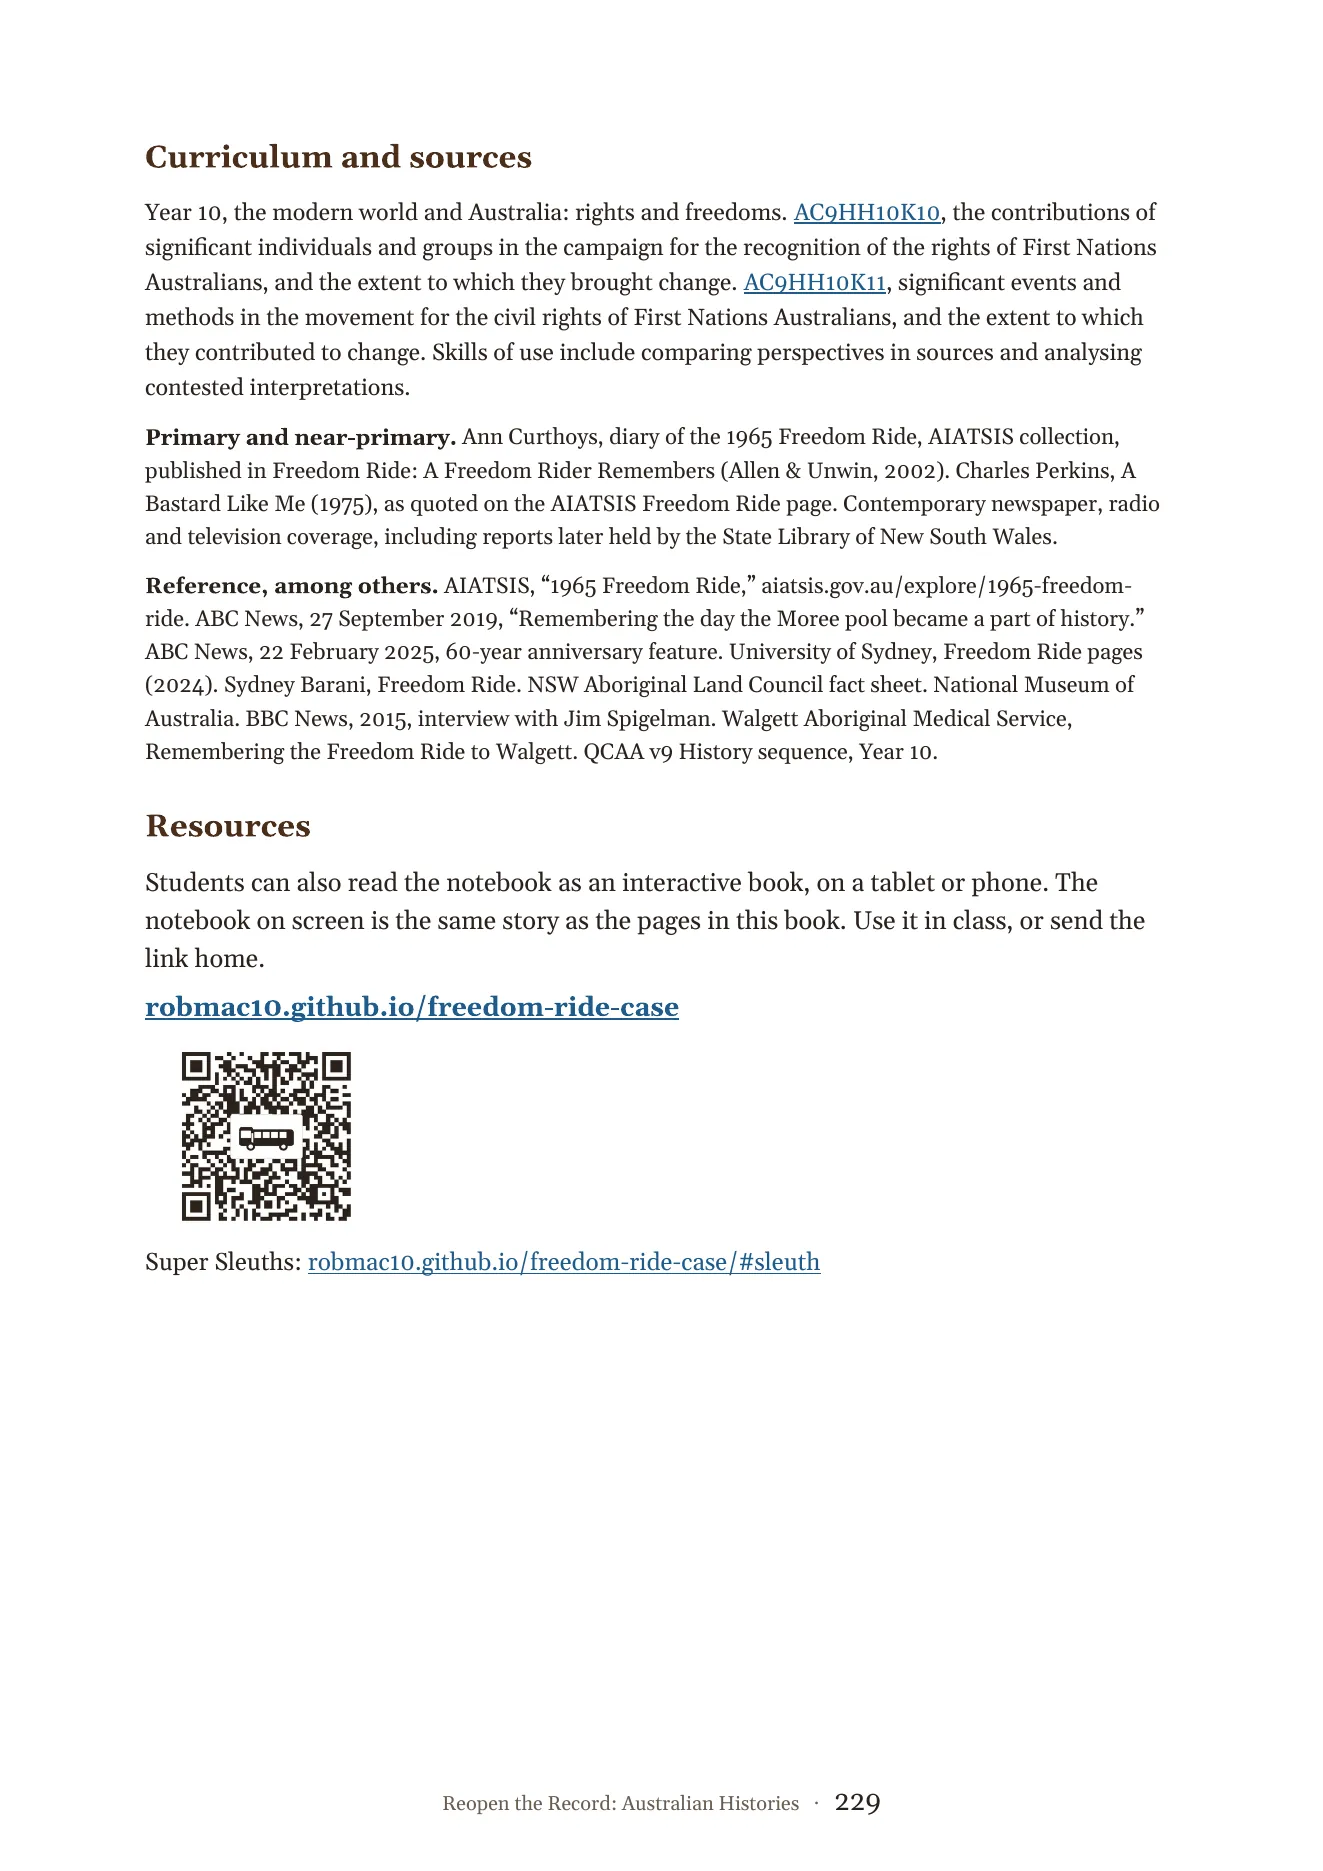 Curriculum and sources
Year 10, the modern world and Australia: rights and freedoms. AC9HH10K10, the contributions of
significant individuals and groups in the campaign for the recognition of the rights of First Nations
Australians, and the extent to which they brought change. AC9HH10K11, significant events and
methods in the movement for the civil rights of First Nations Australians, and the extent to which
they contributed to change. Skills of use include comparing perspectives in sources and analysing
contested interpretations.
Primary and near-primary. Ann Curthoys, diary of the 1965 Freedom Ride, AIATSIS collection,
published in Freedom Ride: A Freedom Rider Remembers (Allen & Unwin, 2002). Charles Perkins, A
Bastard Like Me (1975), as quoted on the AIATSIS Freedom Ride page. Contemporary newspaper, radio
and television coverage, including reports later held by the State Library of New South Wales.
Reference, among others. AIATSIS, “1965 Freedom Ride,” aiatsis.gov.au/explore/1965-freedom-
ride. ABC News, 27 September 2019, “Remembering the day the Moree pool became a part of history.”
ABC News, 22 February 2025, 60-year anniversary feature. University of Sydney, Freedom Ride pages
(2024). Sydney Barani, Freedom Ride. NSW Aboriginal Land Council fact sheet. National Museum of
Australia. BBC News, 2015, interview with Jim Spigelman. Walgett Aboriginal Medical Service,
Remembering the Freedom Ride to Walgett. QCAA v9 History sequence, Year 10.
Resources
Students can also read the notebook as an interactive book, on a tablet or phone. The
notebook on screen is the same story as the pages in this book. Use it in class, or send the
link home.
robmac10.github.io/freedom-ride-case
Super Sleuths: robmac10.github.io/freedom-ride-case/#sleuth
Reopen the Record: Australian Histories · 229